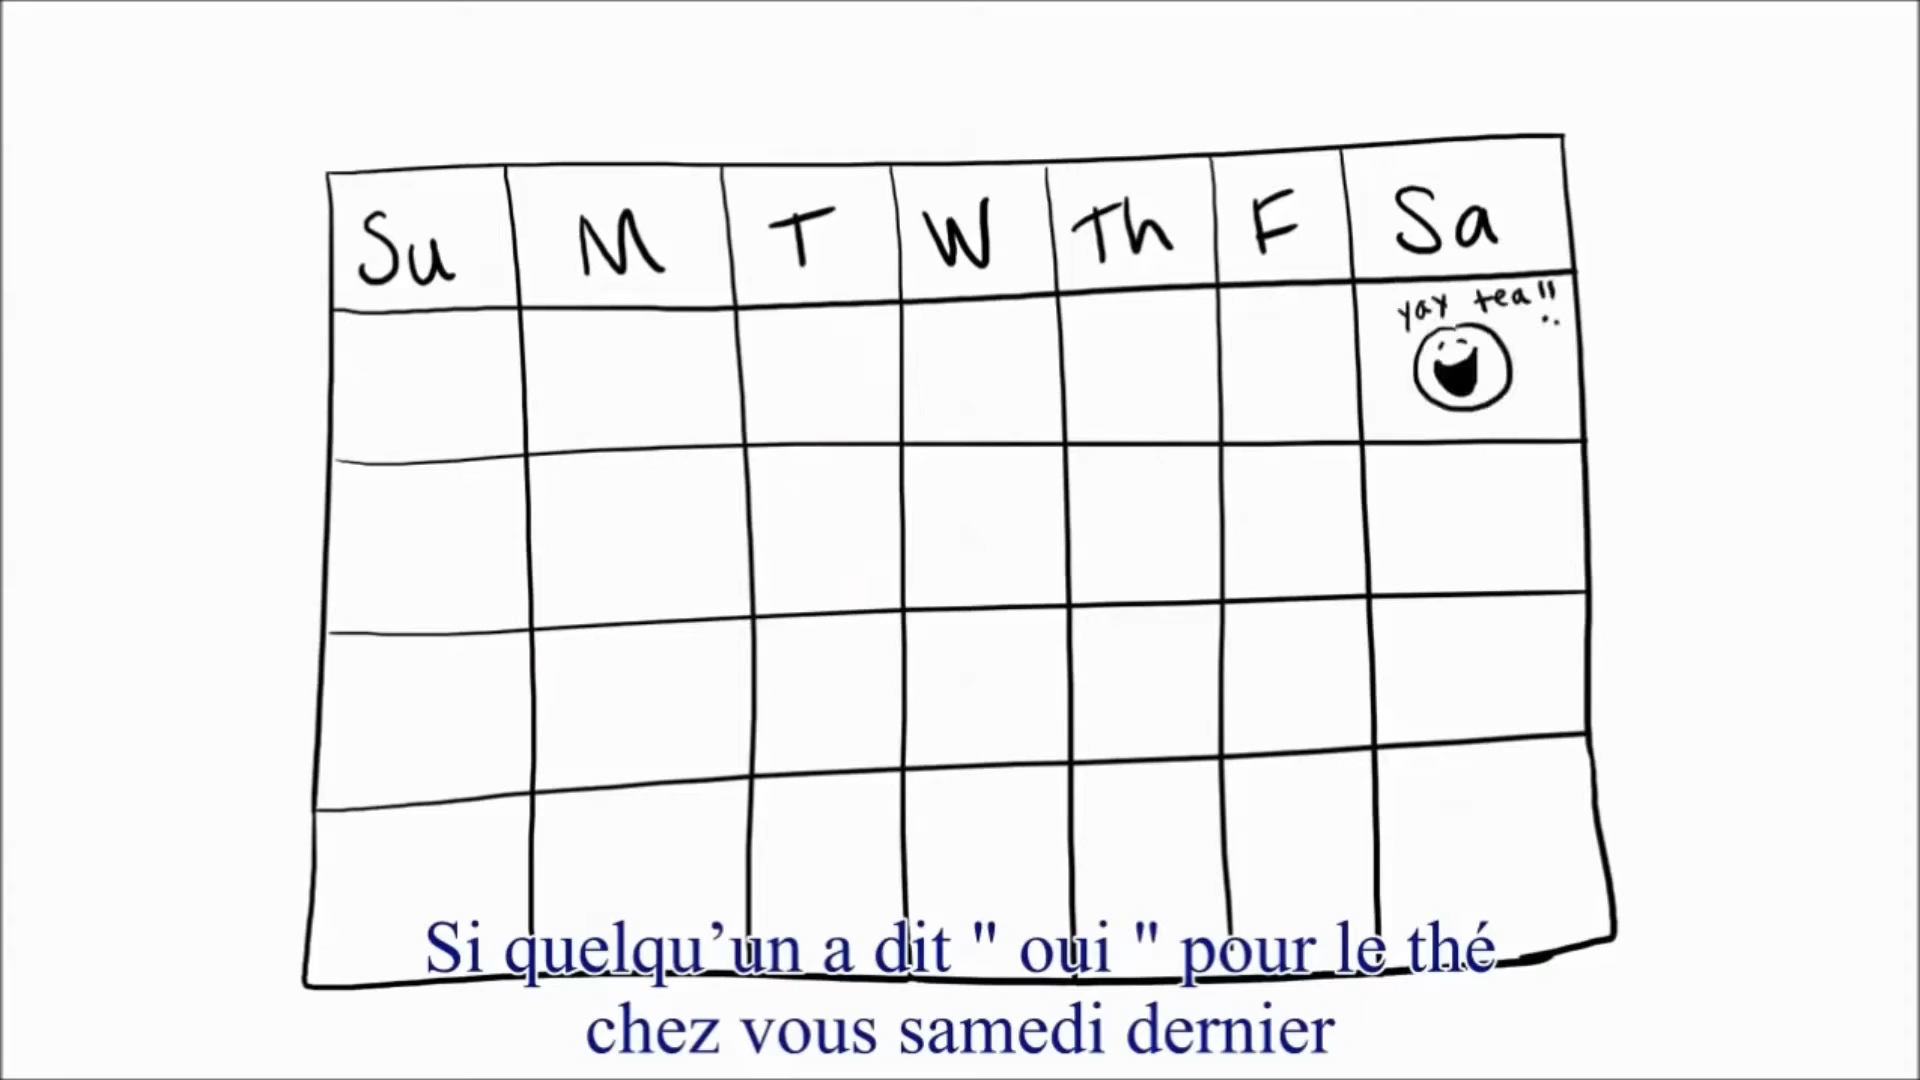 Su M T W Th F Sa
yay tea!!
Si quelqu’un a dit " oui " pour le thé
chez vous samedi dernier